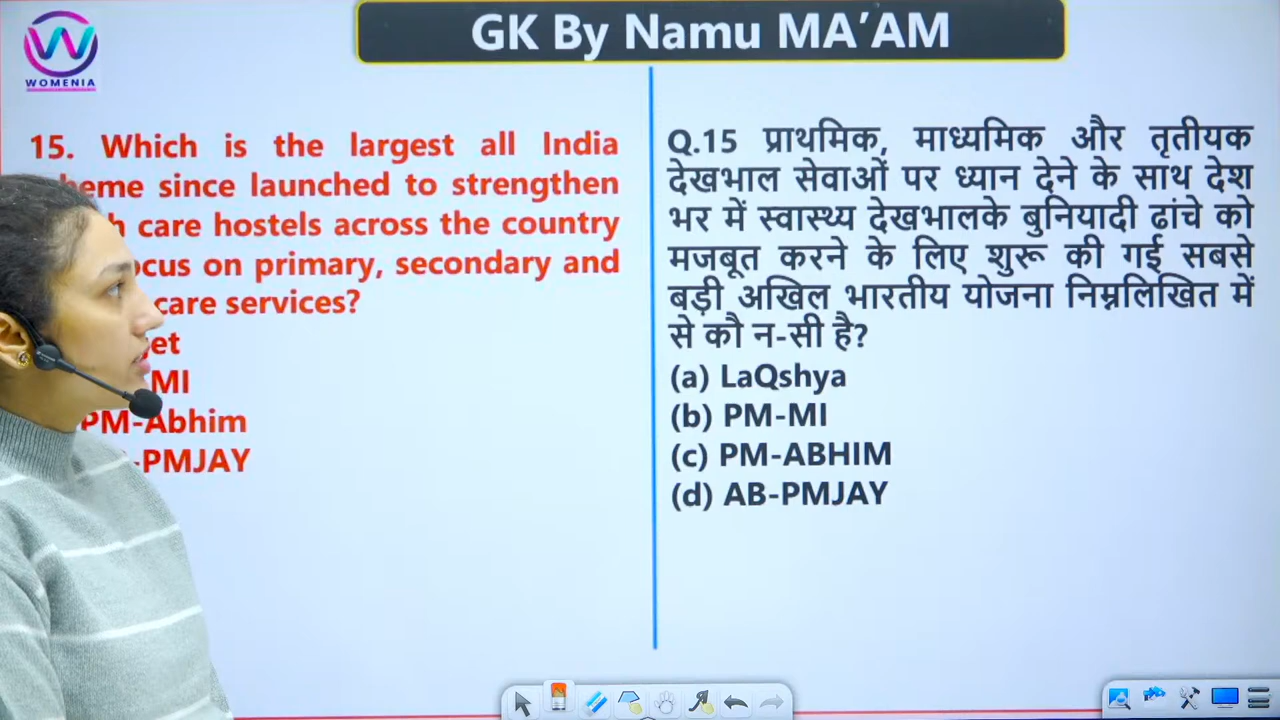 WOMENIA
GK By Namu MA’AM
15. Which is the largest all India
since launched to strengthen
care hostels across the country
on primary, secondary and
care services?
MI
PM-Abhim
-PMJAY
Q.15 प्राथमिक, माध्यमिक और तृतीयक
देखभाल सेवाओं पर ध्यान देने के साथ देश
भर में स्वास्थ्य देखभालके बुनियादी ढांचे को
मजबूत करने के लिए शुरू की गई सबसे
बड़ी अखिल भारतीय योजना निम्नलिखित में
से कौ न-सी है?
(a) LaQshya
(b) PM-MI
(c) PM-ABHIM
(d) AB-PMJAY